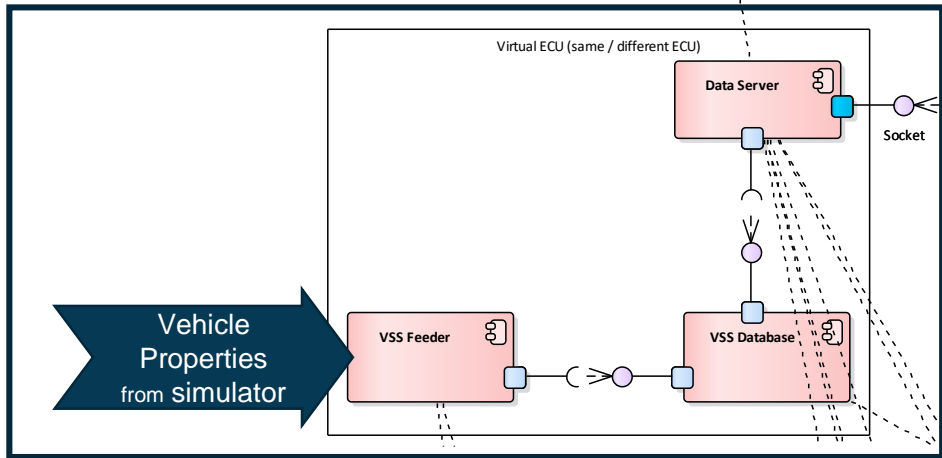 Virtual ECU (same / different ECU)
Data Server
Socket
Vehicle
Properties
from simulator
VSS Feeder
VSS Database